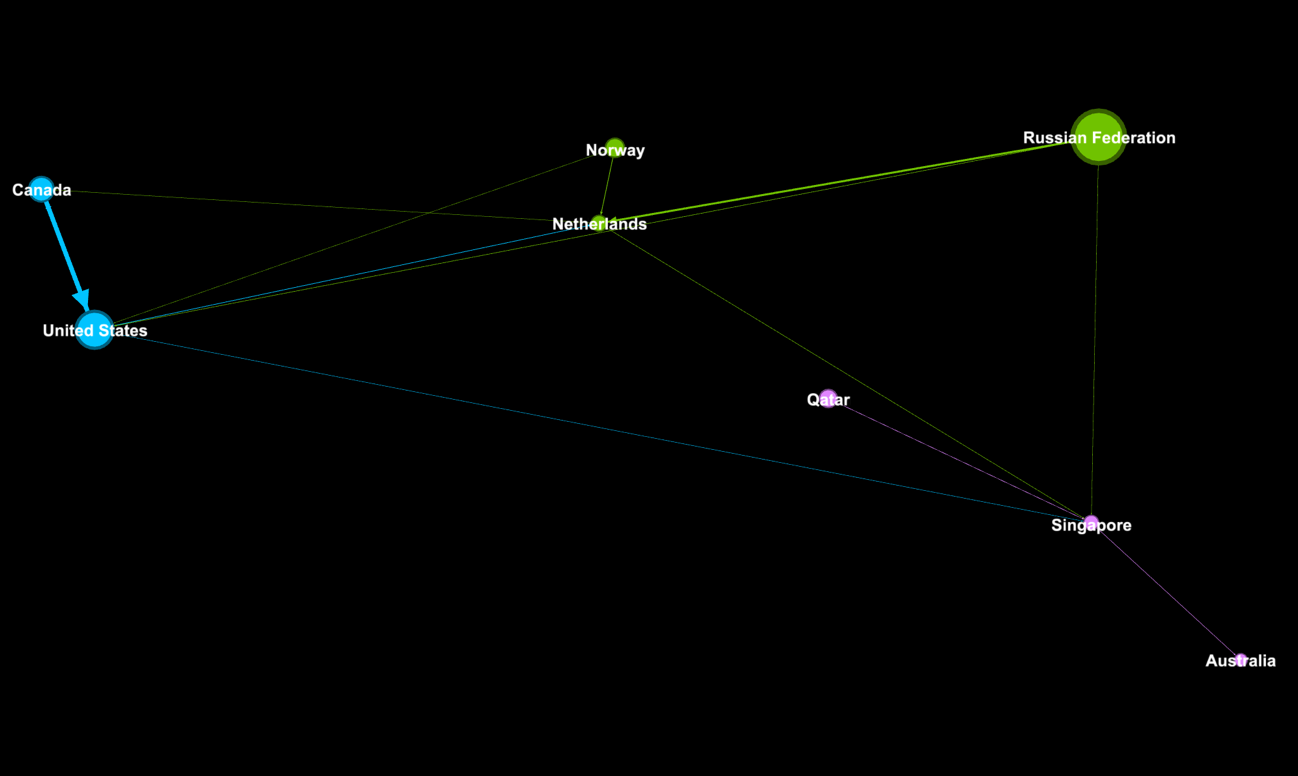 Russian Federation
Norway
Canada
Netherlands
United States
Qatar
Singapore
Australia